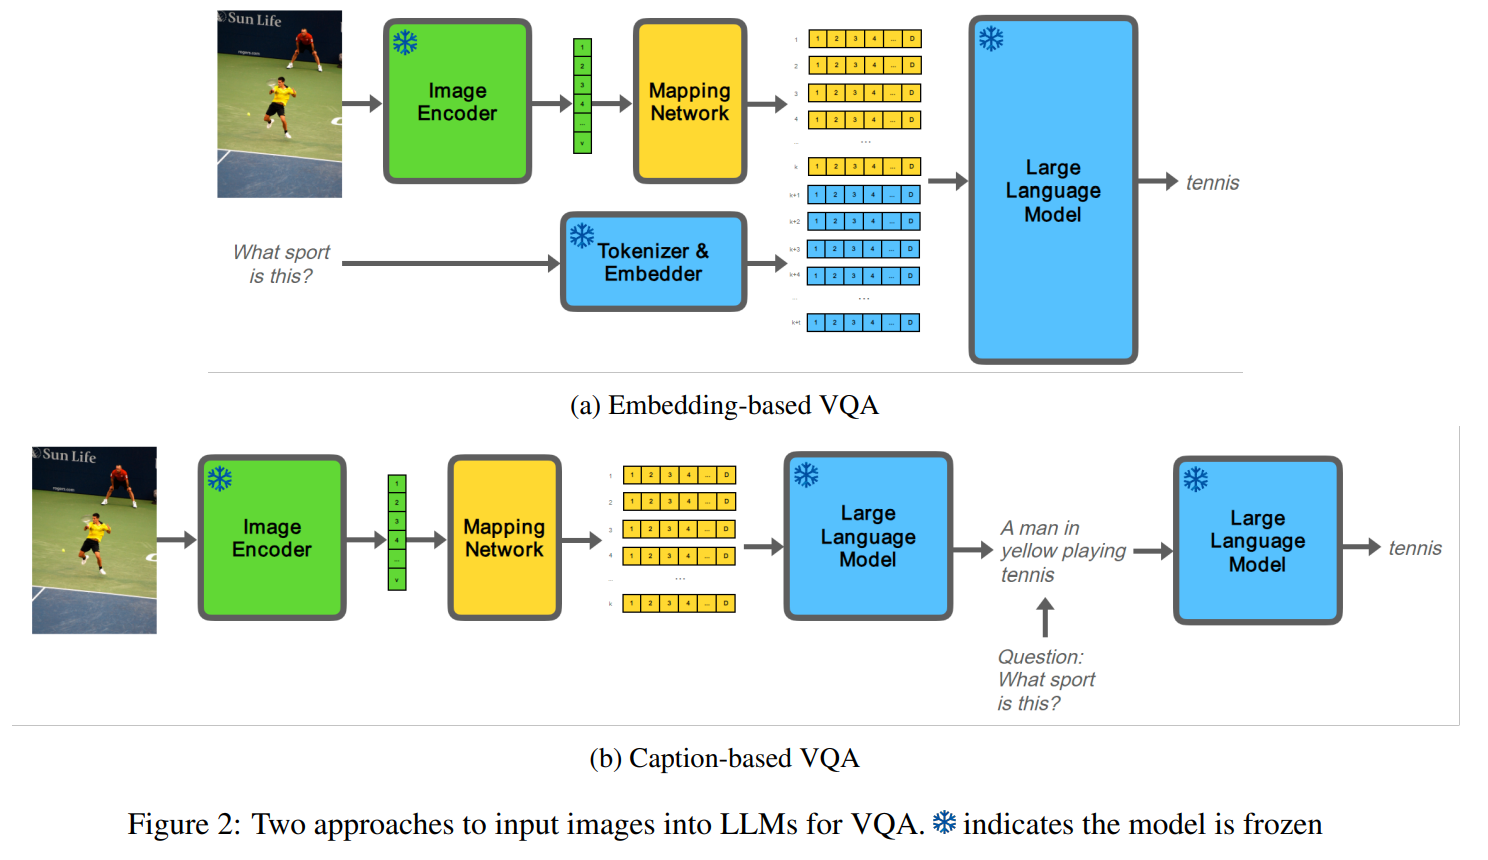 Sun Life
rogers.com
Image
Encoder
1
2
3
4
...
v
Mapping
Network
1 1 2 3 4 ... D
2 1 2 3 4 ... D
3 1 2 3 4 ... D
4 1 2 3 4 ... D
... ...
k 1 2 3 4 ... D
k+1 1 2 3 4 ... D
k+2 1 2 3 4 ... D
k+3 1 2 3 4 ... D
k+4 1 2 3 4 ... D
... ...
k+t 1 2 3 4 ... D
What sport
is this?
Tokenizer &
Embedder
Large
Language
Model
tennis
(a) Embedding-based VQA
Sun Life
rogers.com
Image
Encoder
1
2
3
4
...
v
Mapping
Network
1 1 2 3 4 ... D
2 1 2 3 4 ... D
3 1 2 3 4 ... D
4 1 2 3 4 ... D
... ...
k 1 2 3 4 ... D
Large
Language
Model
A man in
yellow playing
tennis
Question:
What sport
is this?
Large
Language
Model
tennis
(b) Caption-based VQA
Figure 2: Two approaches to input images into LLMs for VQA. indicates the model is frozen